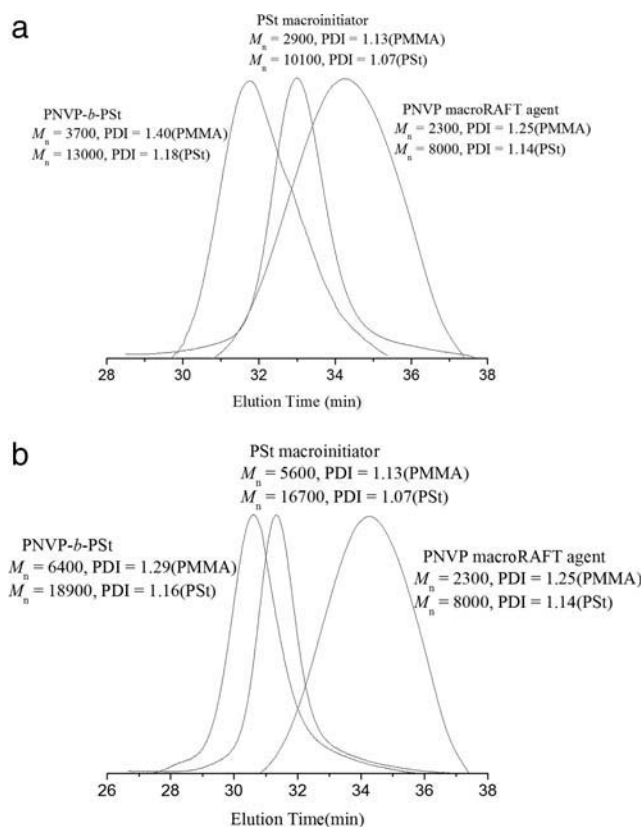 a
PSt macroinitiator
Mn = 2900, PDI = 1.13(PMMA)
Mn = 10100, PDI = 1.07(PSt)
PNVP-b-PSt
Mn = 3700, PDI = 1.40(PMMA)
Mn = 13000, PDI = 1.18(PSt)
PNVP macroRAFT agent
Mn = 2300, PDI = 1.25(PMMA)
Mn = 8000, PDI = 1.14(PSt)
28 30 32 34 36 38
Elution Time (min)
b
PSt macroinitiator
Mn = 5600, PDI = 1.13(PMMA)
Mn = 16700, PDI = 1.07(PSt)
PNVP-b-PSt
Mn = 6400, PDI = 1.29(PMMA)
Mn = 18900, PDI = 1.16(PSt)
PNVP macroRAFT agent
Mn = 2300, PDI = 1.25(PMMA)
Mn = 8000, PDI = 1.14(PSt)
26 28 30 32 34 36 38
Elution Time(min)